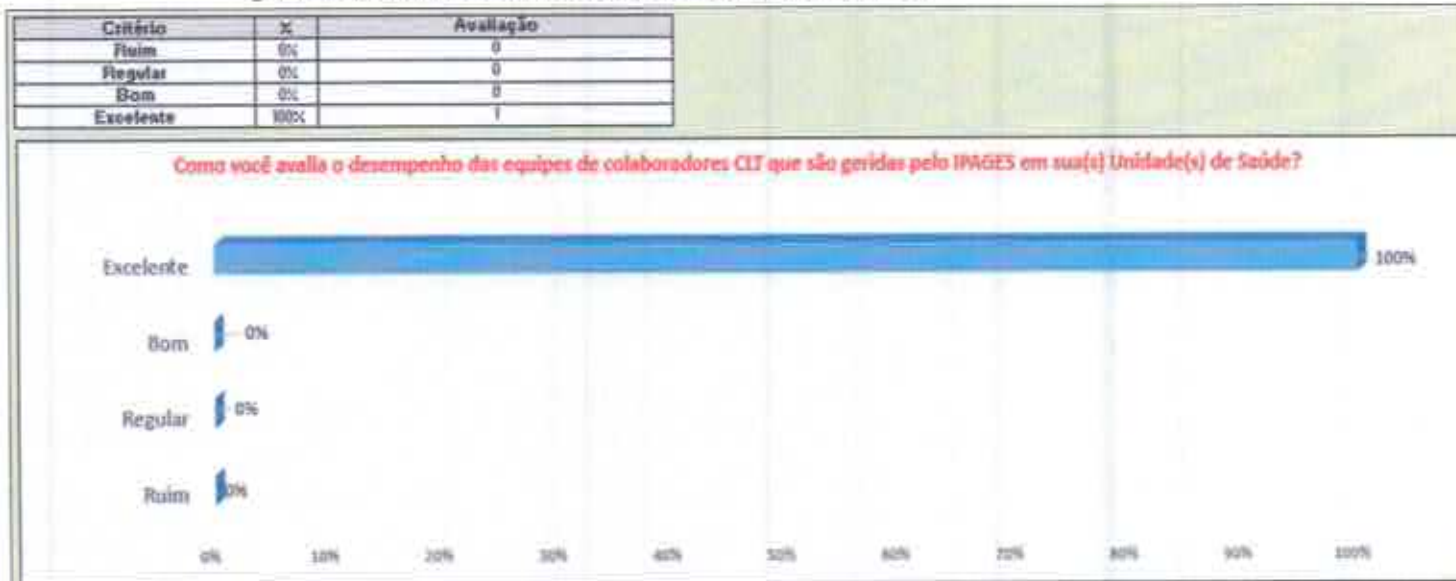 Critério % Avaliação
Ruim 0% 0
Regular 0% 0
Bom 0% 0
Excelente 100% 1
Como você avalia o desempenho das equipes de colaboradores CLT que são geridas pelo IPAGES em sua(s) Unidade(s) de Saúde?
Excelente 100%
Bom 0%
Regular 0%
Ruim 0%
0% 10% 20% 30% 40% 50% 60% 70% 80% 90% 100%